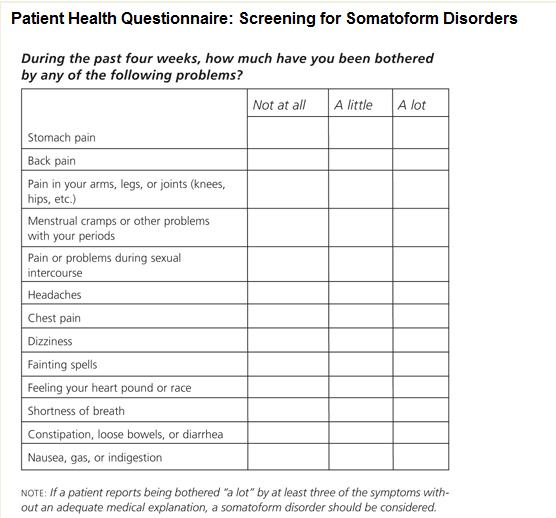 Patient Health Questionnaire: Screening for Somatoform Disorders
During the past four weeks, how much have you been bothered
by any of the following problems?
Not at all A little A lot
Stomach pain
Back pain
Pain in your arms, legs, or joints (knees,
hips, etc.)
Menstrual cramps or other problems
with your periods
Pain or problems during sexual
intercourse
Headaches
Chest pain
Dizziness
Fainting spells
Feeling your heart pound or race
Shortness of breath
Constipation, loose bowels, or diarrhea
Nausea, gas, or indigestion
NOTE: If a patient reports being bothered “a lot” by at least three of the symptoms with-
out an adequate medical explanation, a somatoform disorder should be considered.